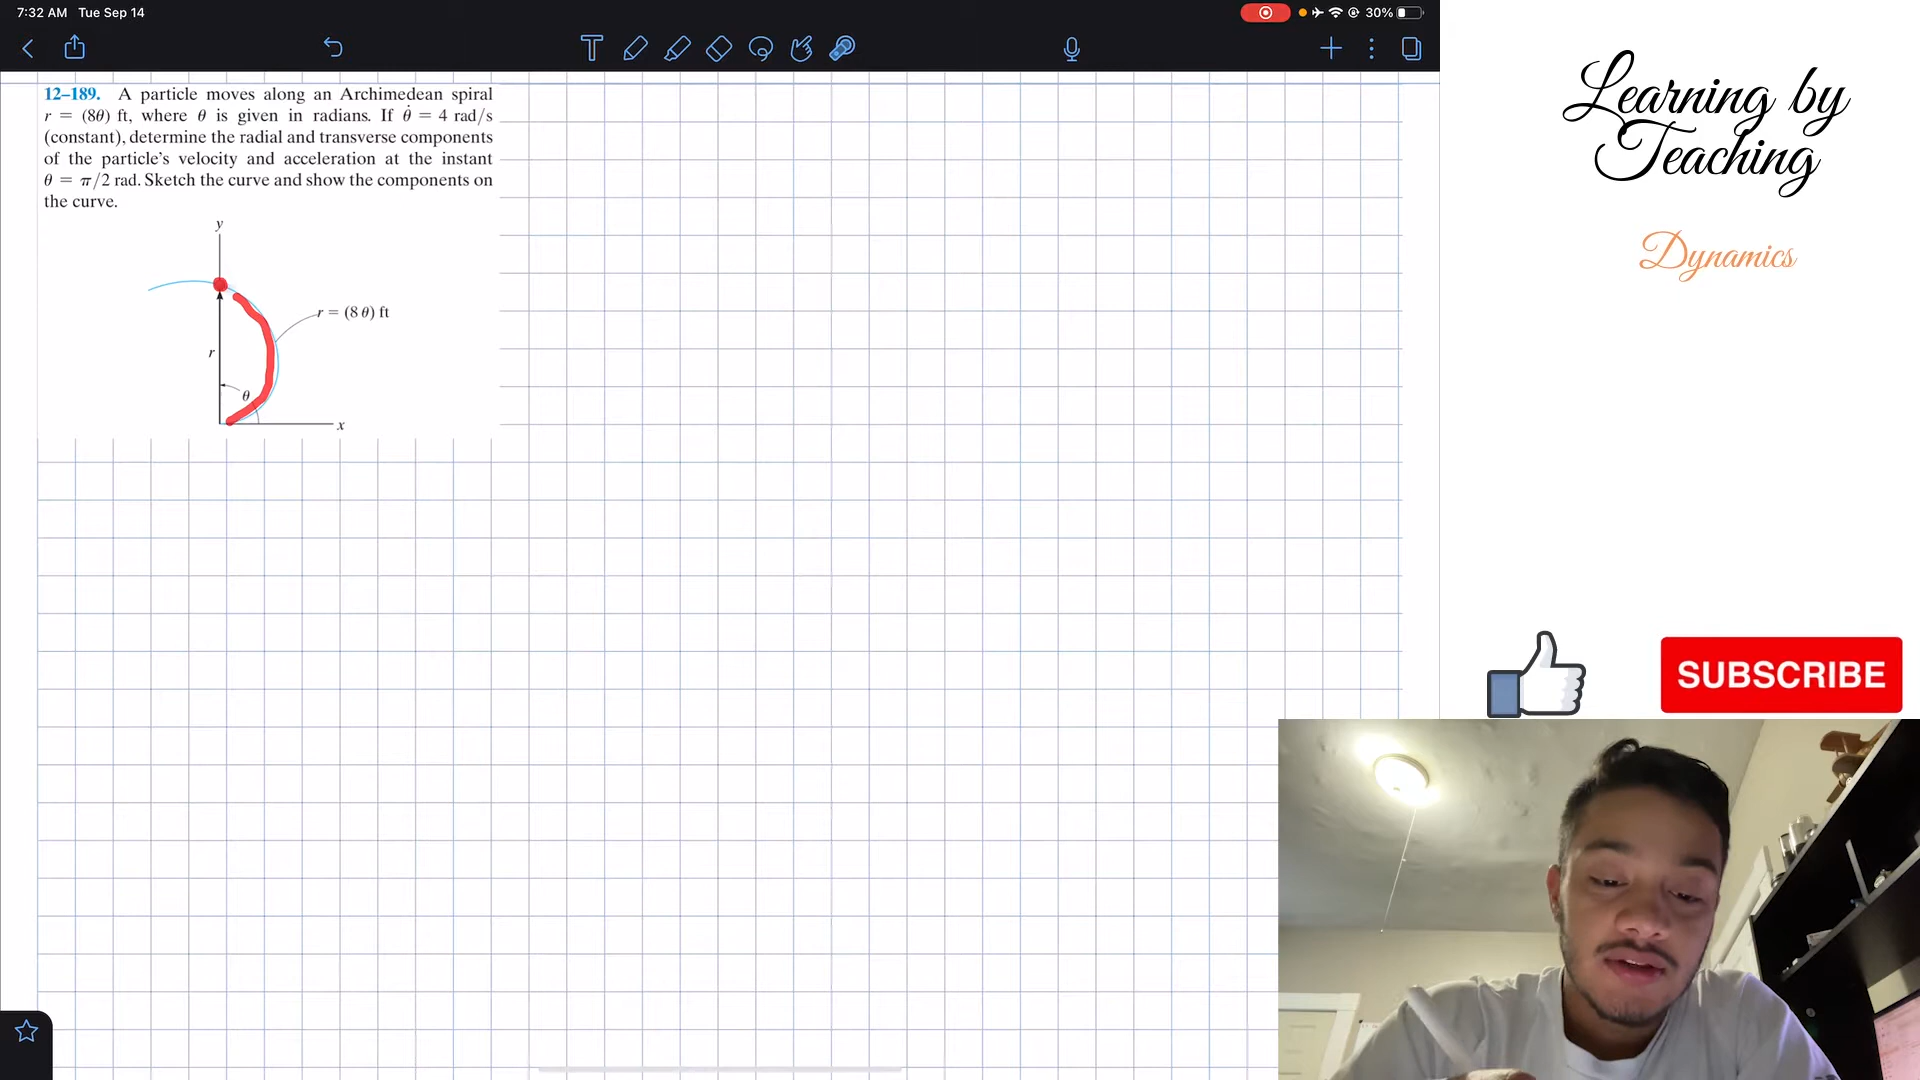 7:32 AM Tue Sep 14
30%
12–189. A particle moves along an Archimedean spiral
r = (8θ) ft, where θ is given in radians. If θ̇ = 4 rad/s
(constant), determine the radial and transverse components
of the particle's velocity and acceleration at the instant
θ = π/2 rad. Sketch the curve and show the components on
the curve.
y
r = (8 θ) ft
r
θ
x
Learning by
Teaching
Dynamics
SUBSCRIBE